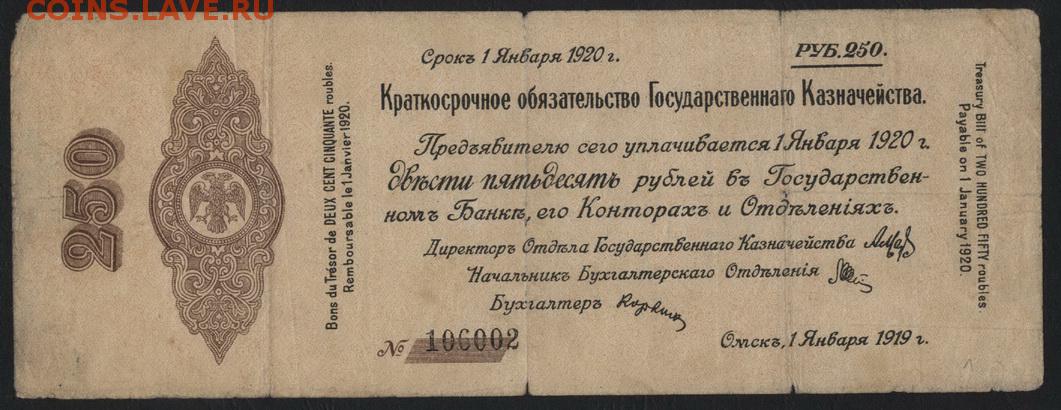 COINS.LAVE.RU
250
Bons du Trésor de DEUX CENT CINQUANTE roubles.
Remboursable le 1 Janvier 1920.
Срокъ 1 Января 1920 г.
РУБ. 250.
Краткосрочное обязательство Государственнаго Казначейства.
Предъявителю сего уплачивается 1 Января 1920 г.
двѣсти пятьдесятъ рублей въ Государствен-
номъ Банкѣ, его Конторахъ и Отдѣленіяхъ.
Директоръ Отдѣла Государственнаго Казначейства
Начальникъ Бухгалтерскаго Отдѣленія
Бухгалтеръ
№ 106002
Омскъ, 1 Января 1919 г.
Treasury Bill of TWO HUNDRED FIFTY roubles.
Payable on 1 January 1920.